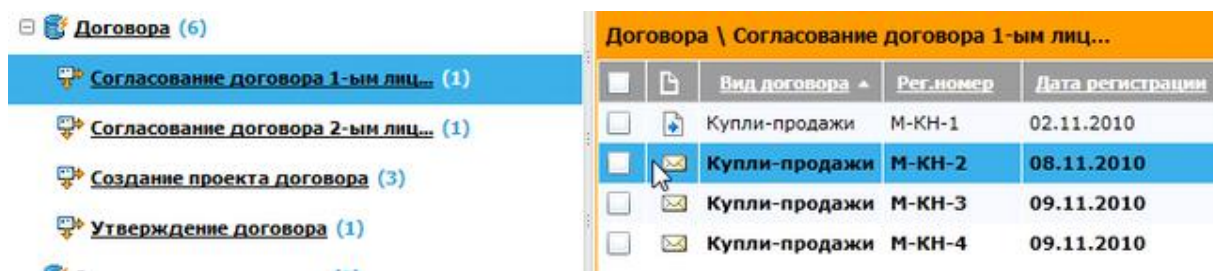 Договора (6)
Согласование договора 1-ым лиц... (1)
Согласование договора 2-ым лиц... (1)
Создание проекта договора (3)
Утверждение договора (1)
Договора \ Согласование договора 1-ым лиц...
Вид договора Рег.номер Дата регистрации
Купли-продажи М-КН-1 02.11.2010
Купли-продажи М-КН-2 08.11.2010
Купли-продажи М-КН-3 09.11.2010
Купли-продажи М-КН-4 09.11.2010